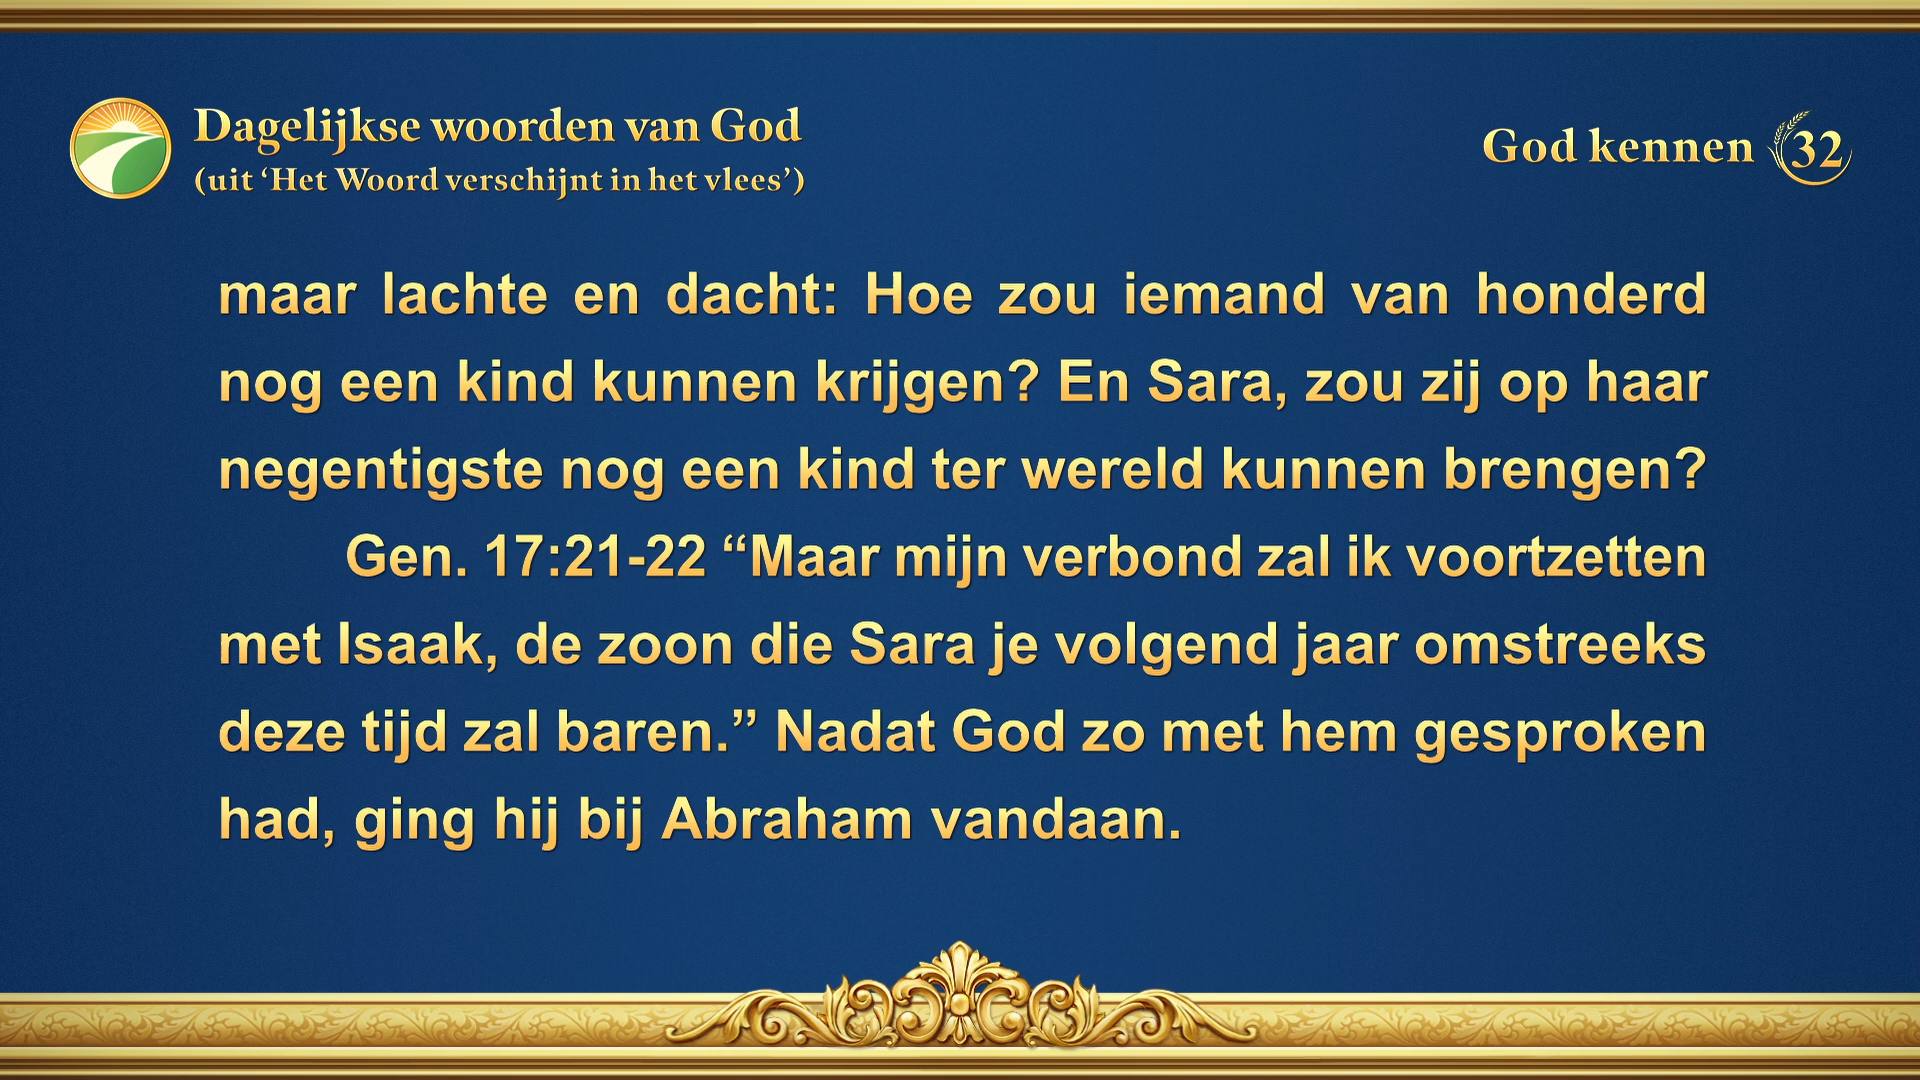 Dagelijkse woorden van God
(uit ‘Het Woord verschijnt in het vlees’)
God kennen 32
maar lachte en dacht: Hoe zou iemand van honderd
nog een kind kunnen krijgen? En Sara, zou zij op haar
negentigste nog een kind ter wereld kunnen brengen?
Gen. 17:21-22 “Maar mijn verbond zal ik voortzetten
met Isaak, de zoon die Sara je volgend jaar omstreeks
deze tijd zal baren.” Nadat God zo met hem gesproken
had, ging hij bij Abraham vandaan.